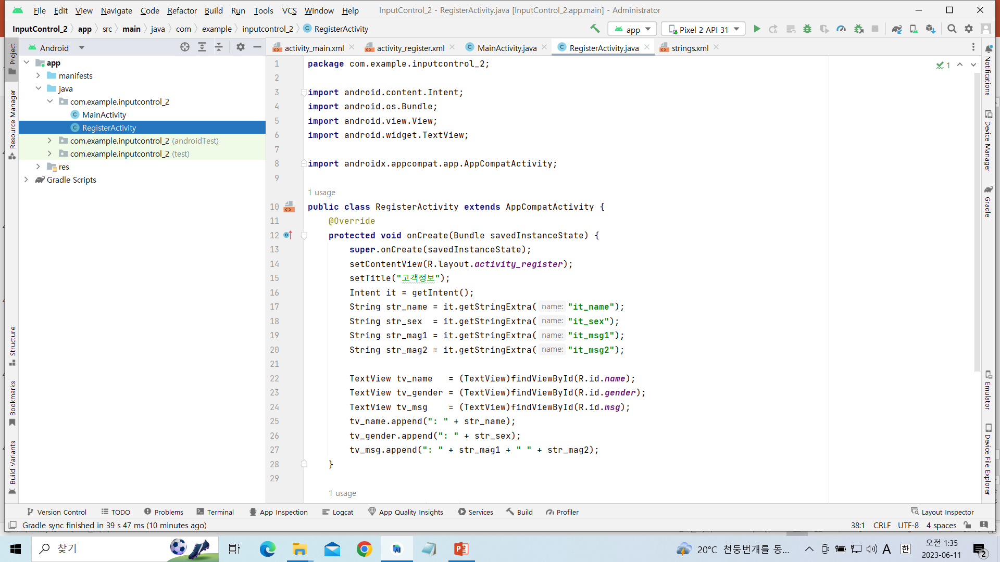 File Edit View Navigate Code Refactor Build Run Tools VCS Window Help InputControl_2 - RegisterActivity.java [InputControl_2.app.main] - Administrator
InputControl_2 app src main java com example inputcontrol_2 RegisterActivity app Pixel 2 API 31
Android
activity_main.xml activity_register.xml MainActivity.java RegisterActivity.java strings.xml
Project
Resource Manager
Structure
Bookmarks
Build Variants
app
manifests
java
com.example.inputcontrol_2
MainActivity
RegisterActivity
com.example.inputcontrol_2 (androidTest)
com.example.inputcontrol_2 (test)
res
Gradle Scripts
1 package com.example.inputcontrol_2;
2
3 import android.content.Intent;
4 import android.os.Bundle;
5 import android.view.View;
6 import android.widget.TextView;
7
8 import androidx.appcompat.app.AppCompatActivity;
9
1 usage
10 public class RegisterActivity extends AppCompatActivity {
11 @Override
12 protected void onCreate(Bundle savedInstanceState) {
13 super.onCreate(savedInstanceState);
14 setContentView(R.layout.activity_register);
15 setTitle("고객정보");
16 Intent it = getIntent();
17 String str_name = it.getStringExtra( name: "it_name");
18 String str_sex  = it.getStringExtra( name: "it_sex");
19 String str_mag1 = it.getStringExtra( name: "it_msg1");
20 String str_mag2 = it.getStringExtra( name: "it_msg2");
21
22 TextView tv_name   = (TextView)findViewById(R.id.name);
23 TextView tv_gender = (TextView)findViewById(R.id.gender);
24 TextView tv_msg    = (TextView)findViewById(R.id.msg);
25 tv_name.append(": " + str_name);
26 tv_gender.append(": " + str_sex);
27 tv_msg.append(": " + str_mag1 + " " + str_mag2);
28 }
29
1 usage
1
Notifications
Device Manager
Gradle
Emulator
Device File Explorer
Version Control TODO Problems Terminal App Inspection Logcat App Quality Insights Services Build Profiler Layout Inspector
Gradle sync finished in 39 s 47 ms (10 minutes ago) 38:1 CRLF UTF-8 4 spaces
찾기 20°C 천둥번개를 동... A 한 오전 1:35
2023-06-11 2